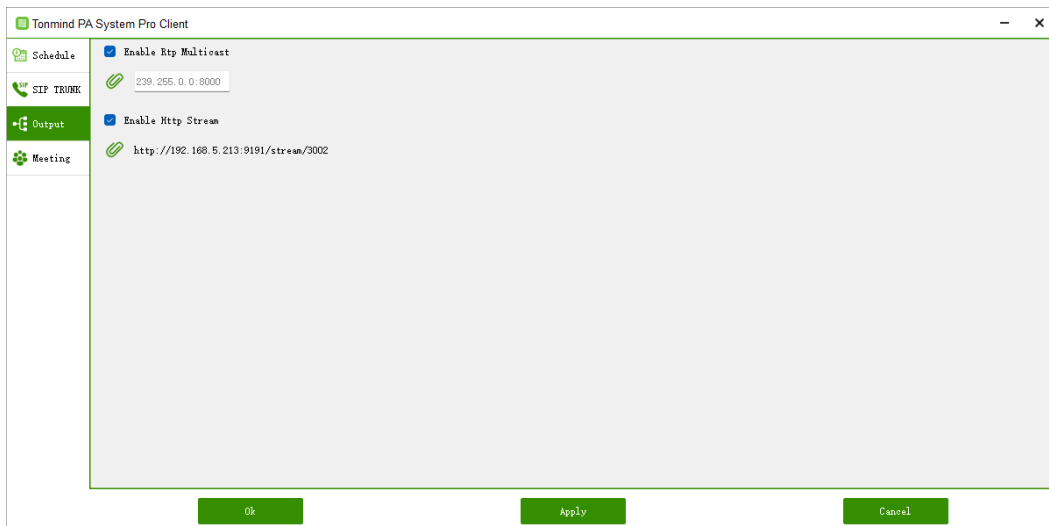 Tonmind PA System Pro Client
Schedule
SIP TRUNK
Output
Meeting
Enable Rtp Multicast
239.255.0.0:8000
Enable Http Stream
http://192.168.5.213:9191/stream/3002
Ok
Apply
Cancel